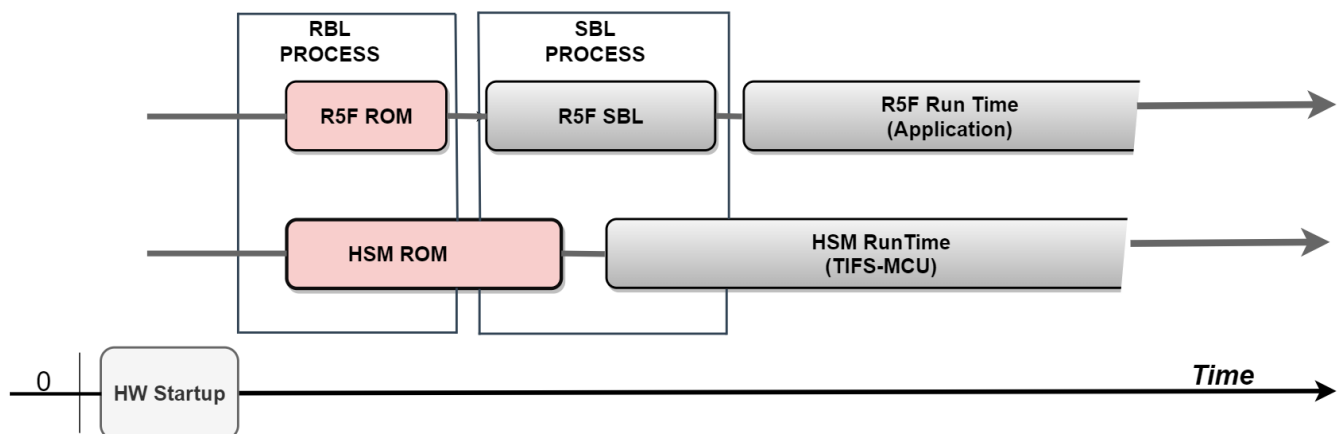 RBL
PROCESS
SBL
PROCESS
R5F ROM
R5F SBL
R5F Run Time
(Application)
HSM ROM
HSM RunTime
(TIFS-MCU)
0
HW Startup
Time